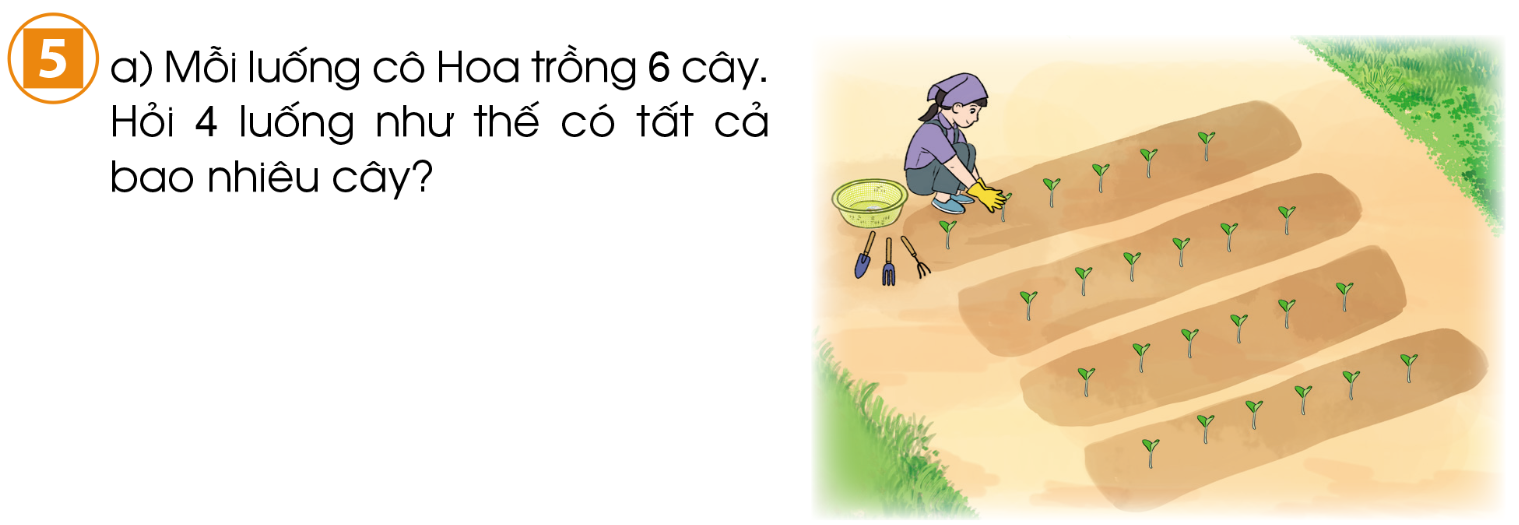 5
a) Mỗi luống cô Hoa trồng 6 cây.
Hỏi 4 luống như thế có tất cả
bao nhiêu cây?